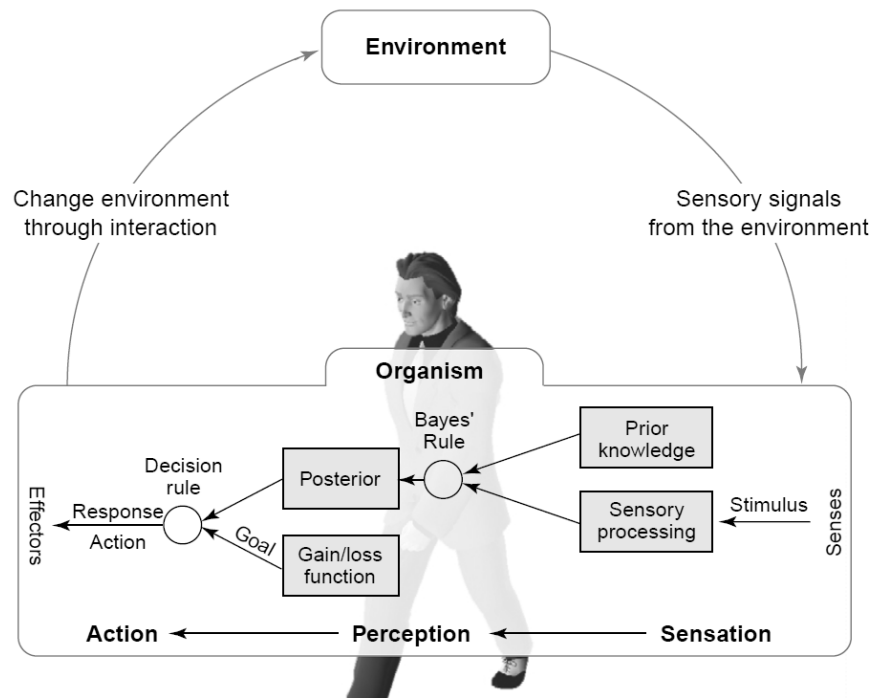 Environment
Change environment
through interaction
Sensory signals
from the environment
Organism
Bayes'
Rule
Prior
knowledge
Decision
rule
Posterior
Effectors
Response
Action
Goal
Gain/loss
function
Sensory
processing
Stimulus
Senses
Action
Perception
Sensation